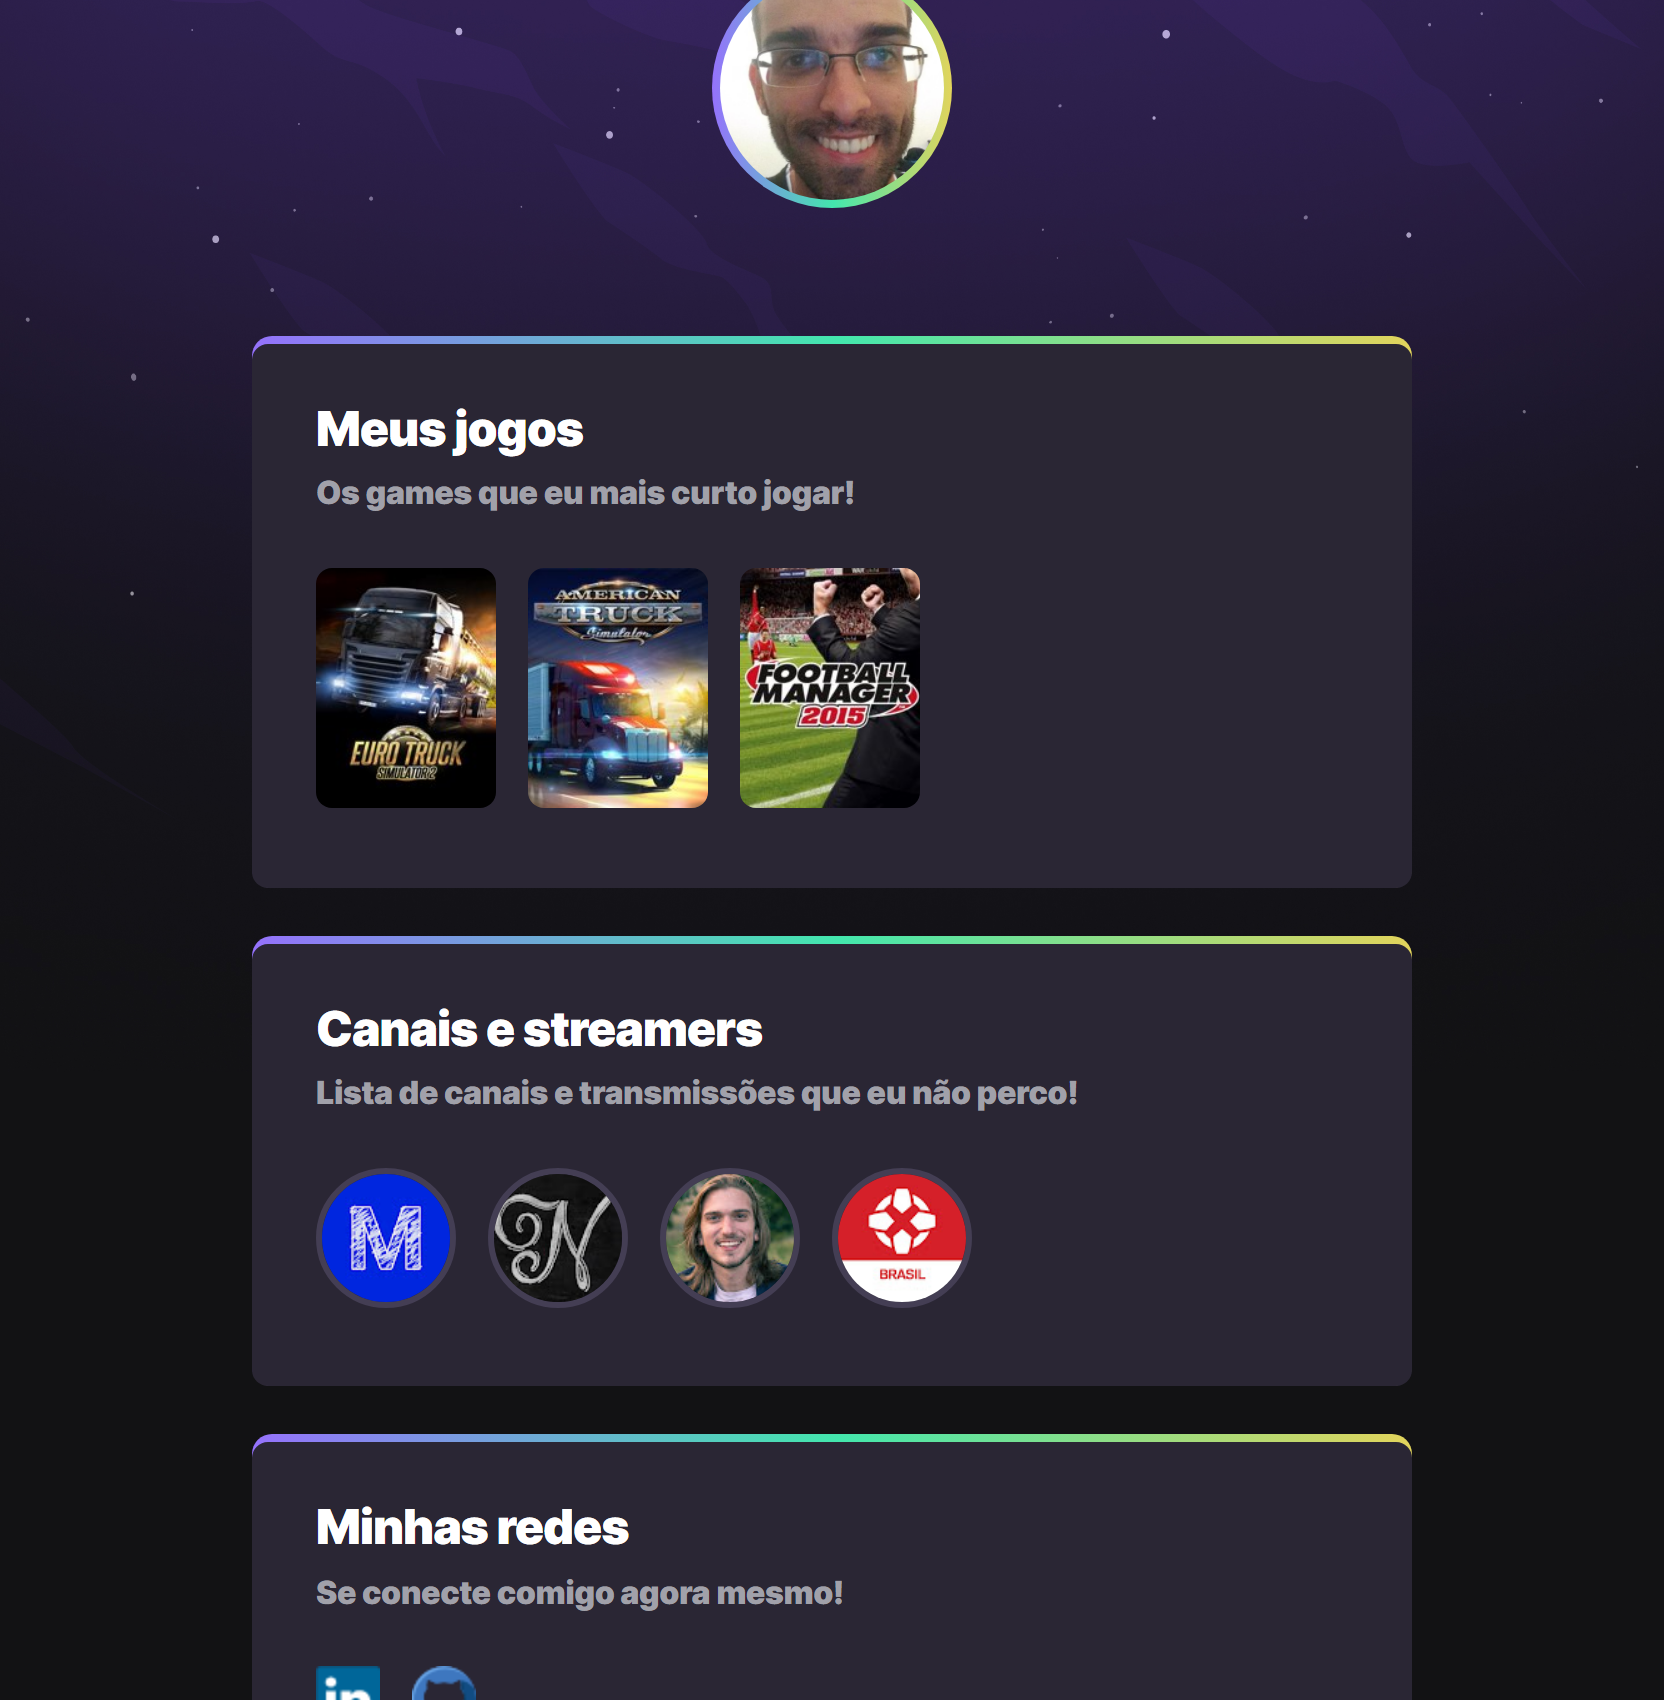 Meus jogos
Os games que eu mais curto jogar!
EURO TRUCK
SIMULATOR 2
AMERICAN
TRUCK
Simulator
FOOTBALL
MANAGER
2015
Canais e streamers
Lista de canais e transmissões que eu não perco!
M
N
BRASIL
Minhas redes
Se conecte comigo agora mesmo!
in